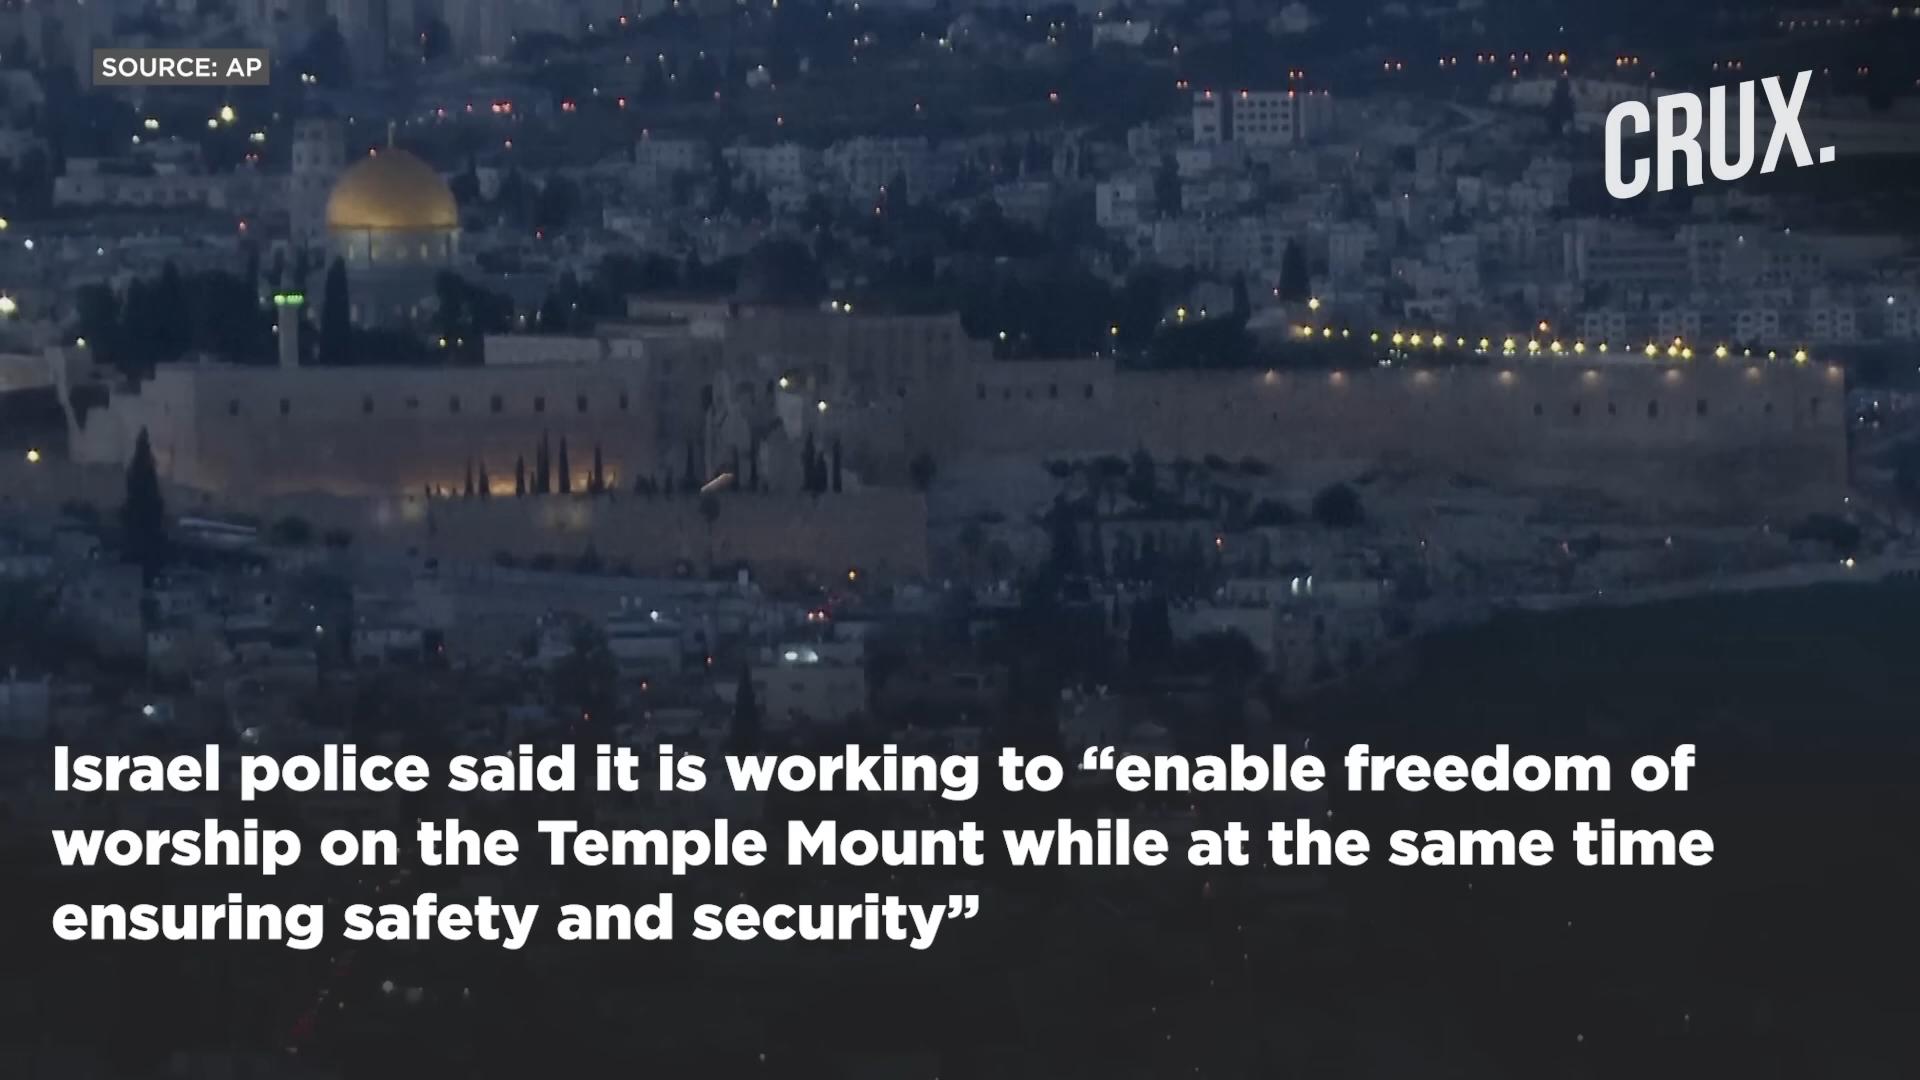 SOURCE: AP
CRUX.
Israel police said it is working to “enable freedom of
worship on the Temple Mount while at the same time
ensuring safety and security”